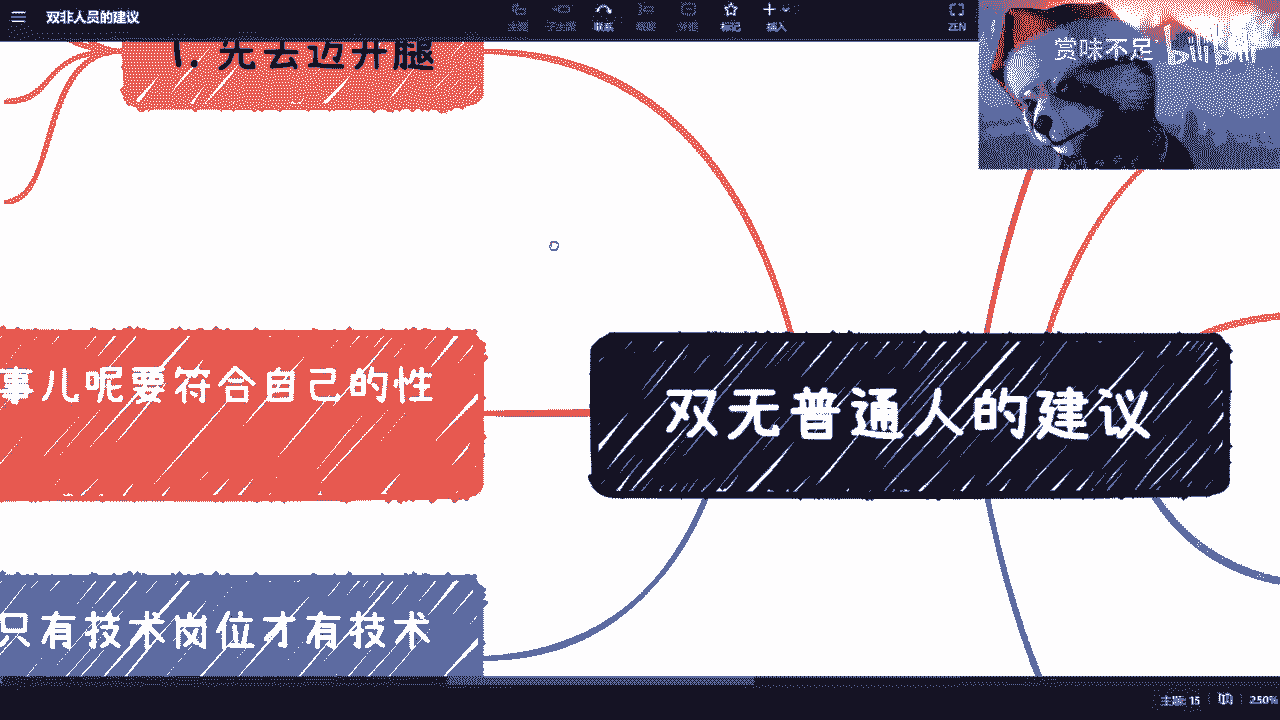 双非人员的建议
主题
子主题
联系
概要
外框
标记
插入
ZEN
赏味不足
bilibili
1. 先去迈开腿
事儿呢要符合自己的性
双无普通人的建议
只有技术岗位才有技术
主题: 15
250%